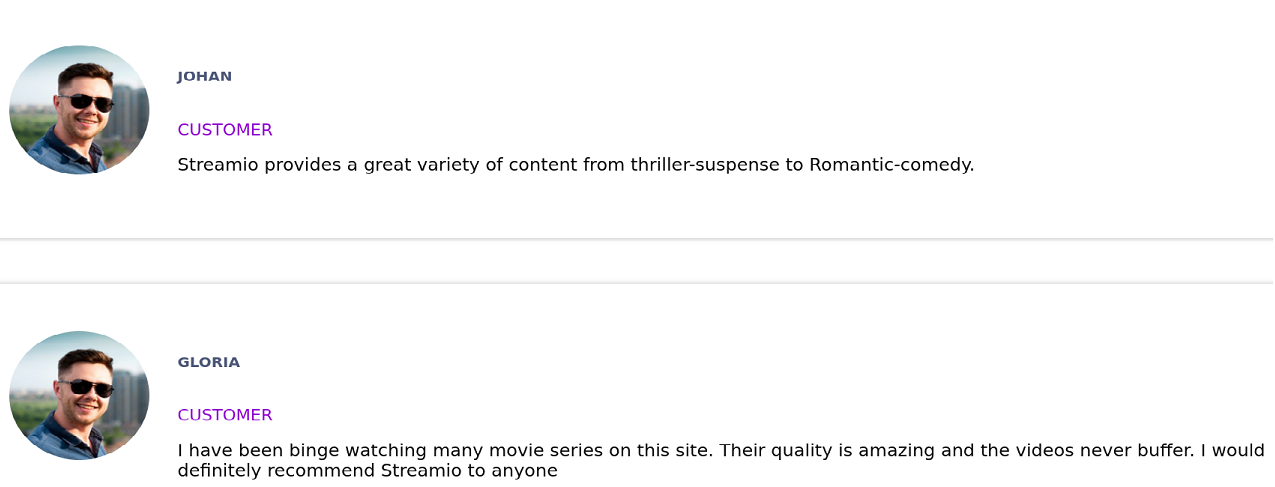 JOHAN
CUSTOMER
Streamio provides a great variety of content from thriller-suspense to Romantic-comedy.
GLORIA
CUSTOMER
I have been binge watching many movie series on this site. Their quality is amazing and the videos never buffer. I would
definitely recommend Streamio to anyone